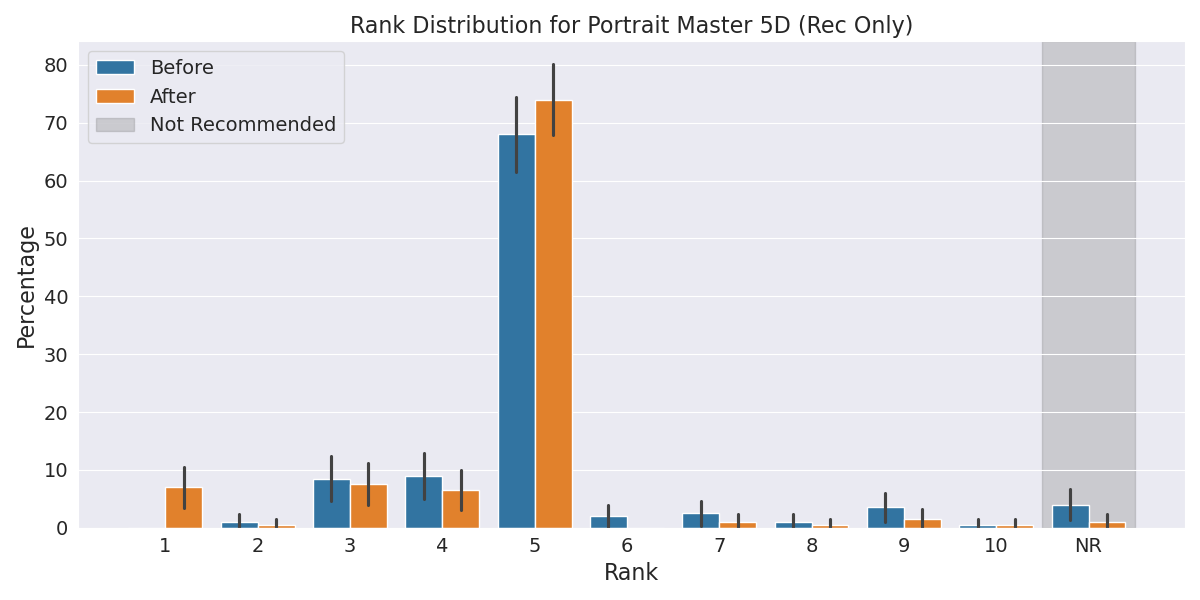 Rank Distribution for Portrait Master 5D (Rec Only)
Before
After
Not Recommended
Percentage
80
70
60
50
40
30
20
10
0
1 2 3 4 5 6 7 8 9 10 NR
Rank